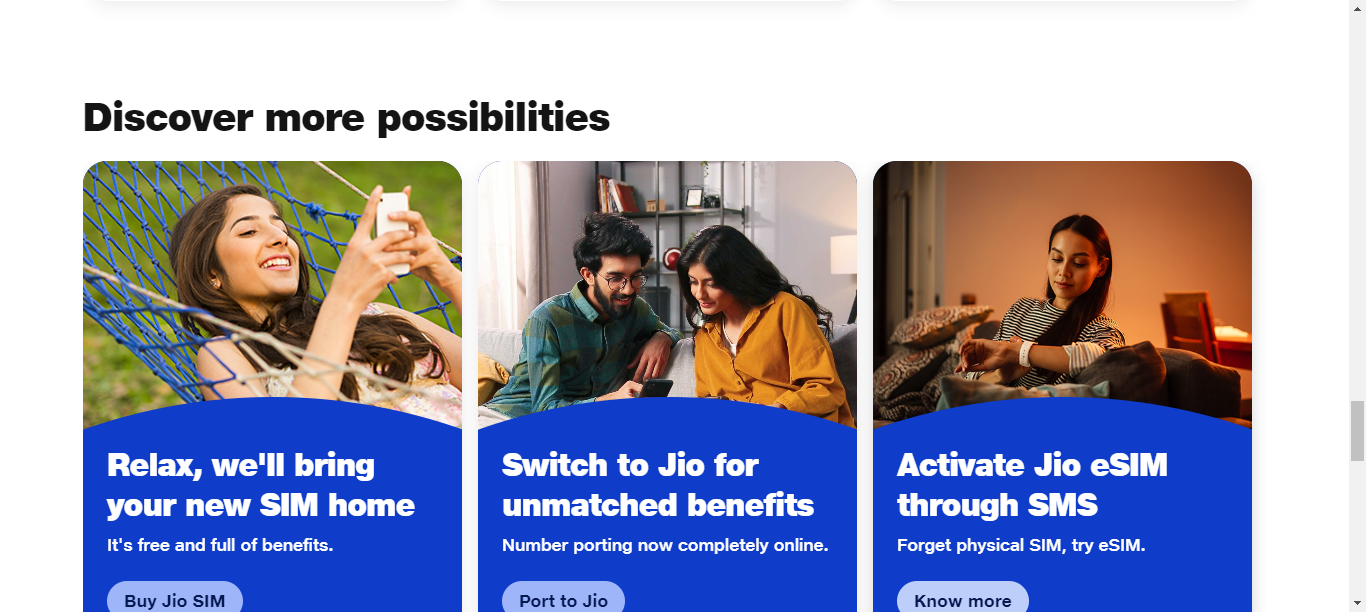 Discover more possibilities
Relax, we'll bring
your new SIM home
It's free and full of benefits.
Buy Jio SIM
Switch to Jio for
unmatched benefits
Number porting now completely online.
Port to Jio
Activate Jio eSIM
through SMS
Forget physical SIM, try eSIM.
Know more